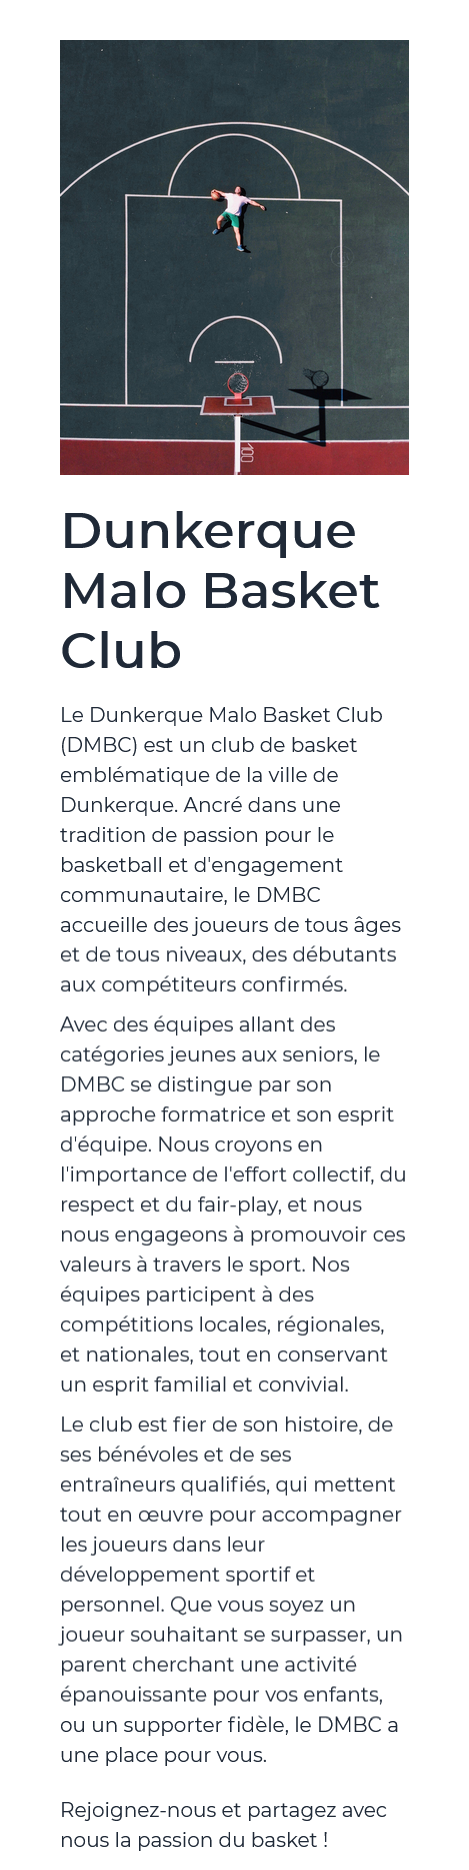 Dunkerque
Malo Basket
Club
Le Dunkerque Malo Basket Club
(DMBC) est un club de basket
emblématique de la ville de
Dunkerque. Ancré dans une
tradition de passion pour le
basketball et d'engagement
communautaire, le DMBC
accueille des joueurs de tous âges
et de tous niveaux, des débutants
aux compétiteurs confirmés.
Avec des équipes allant des
catégories jeunes aux seniors, le
DMBC se distingue par son
approche formatrice et son esprit
d'équipe. Nous croyons en
l'importance de l'effort collectif, du
respect et du fair-play, et nous
nous engageons à promouvoir ces
valeurs à travers le sport. Nos
équipes participent à des
compétitions locales, régionales,
et nationales, tout en conservant
un esprit familial et convivial.
Le club est fier de son histoire, de
ses bénévoles et de ses
entraîneurs qualifiés, qui mettent
tout en œuvre pour accompagner
les joueurs dans leur
développement sportif et
personnel. Que vous soyez un
joueur souhaitant se surpasser, un
parent cherchant une activité
épanouissante pour vos enfants,
ou un supporter fidèle, le DMBC a
une place pour vous.
Rejoignez-nous et partagez avec
nous la passion du basket !